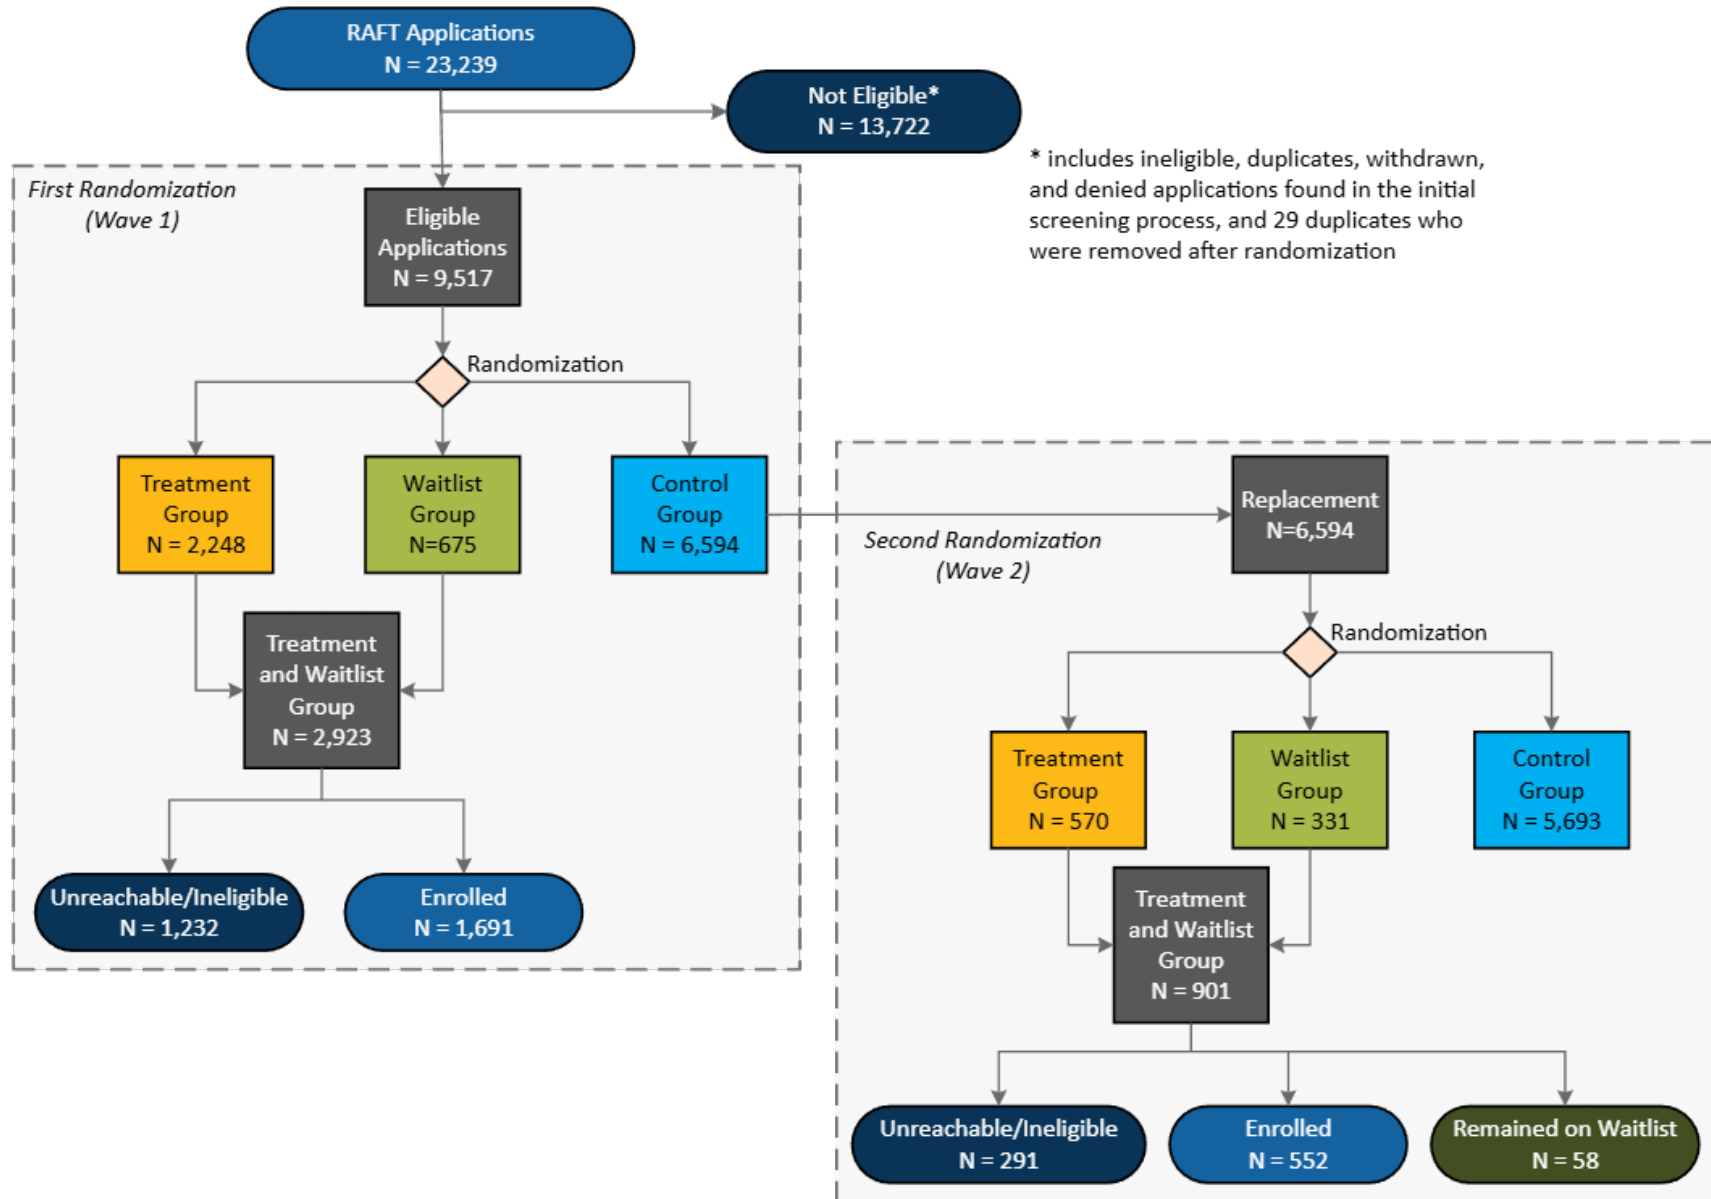 RAFT Applications
N = 23,239
Not Eligible*
N = 13,722
* includes ineligible, duplicates, withdrawn,
and denied applications found in the initial
screening process, and 29 duplicates who
were removed after randomization
First Randomization
(Wave 1)
Eligible
Applications
N = 9,517
Randomization
Treatment
Group
N = 2,248
Waitlist
Group
N=675
Control
Group
N = 6,594
Treatment
and Waitlist
Group
N = 2,923
Unreachable/Ineligible
N = 1,232
Enrolled
N = 1,691
Second Randomization
(Wave 2)
Replacement
N=6,594
Randomization
Treatment
Group
N = 570
Waitlist
Group
N = 331
Control
Group
N = 5,693
Treatment
and Waitlist
Group
N = 901
Unreachable/Ineligible
N = 291
Enrolled
N = 552
Remained on Waitlist
N = 58